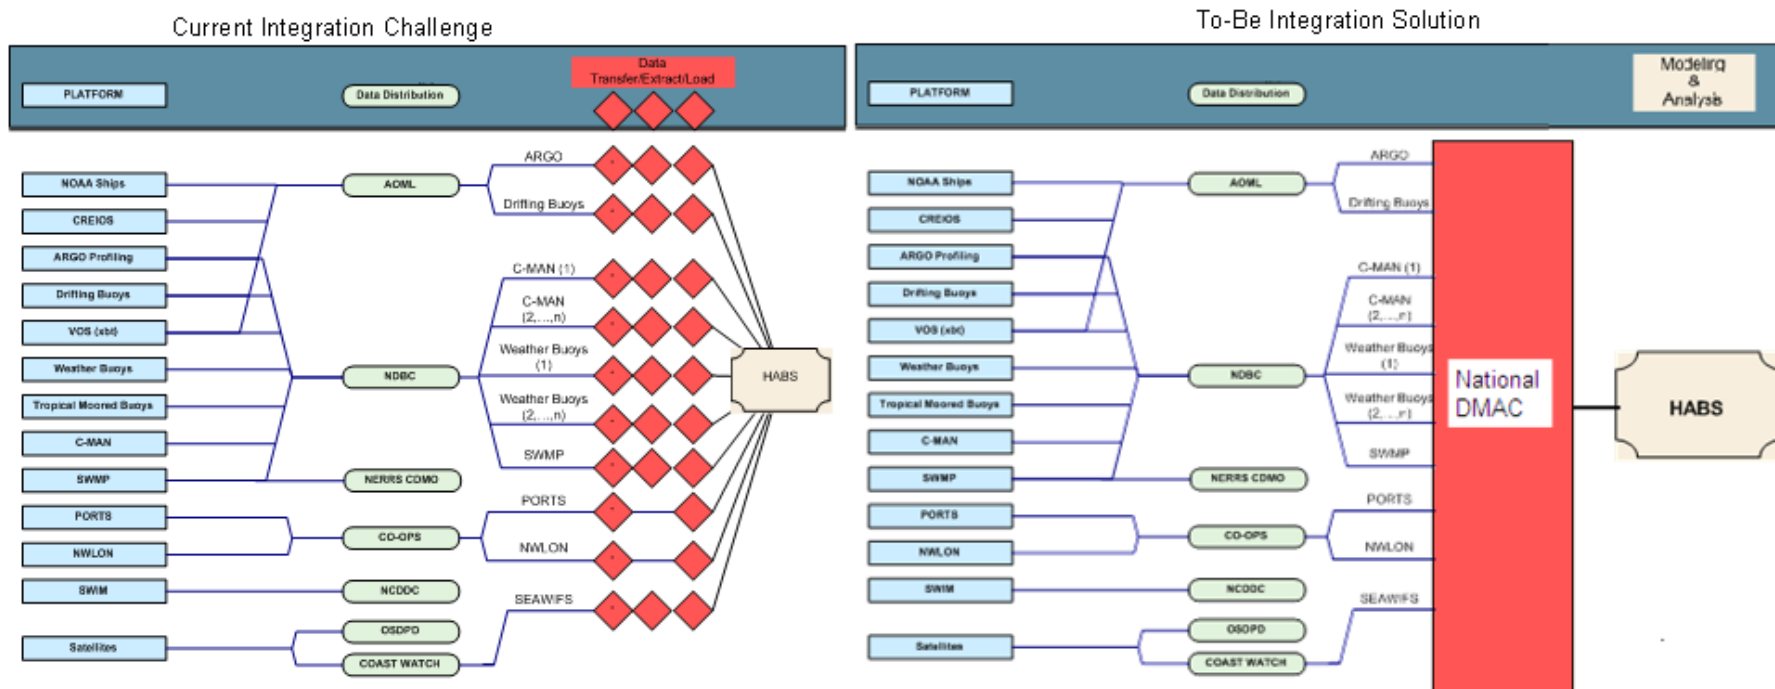 Current Integration Challenge
PLATFORM
Data Distribution
Data
Transfer/Extract/Load
NOAA Ships
CREIOS
ARGO Profiling
Drifting Buoys
VOS (xbt)
Weather Buoys
Tropical Moored Buoys
C-MAN
SWMP
PORTS
NWLON
SWIM
Satellites
AOML
NDBC
NERRS CDMO
CO-OPS
NCDDC
OSDPD
COAST WATCH
ARGO
Drifting Buoys
C-MAN (1)
C-MAN
(2,...,n)
Weather Buoys
(1)
Weather Buoys
(2,...,n)
SWMP
PORTS
NWLON
SEAWIFS
HABS
To-Be Integration Solution
PLATFORM
Data Distribution
Modeling
&
Analysis
NOAA Ships
CREIOS
ARGO Profiling
Drifting Buoys
VOS (xbt)
Weather Buoys
Tropical Moored Buoys
C-MAN
SWMP
PORTS
NWLON
SWIM
Satellites
AOML
NDBC
NERRS CDMO
CO-OPS
NCDDC
OSDPD
COAST WATCH
ARGO
Drifting Buoys
C-MAN (1)
C-MAN
(2,...,n)
Weather Buoys
(1)
Weather Buoys
(2,...,n)
SWMP
PORTS
NWLON
SEAWIFS
National
DMAC
HABS